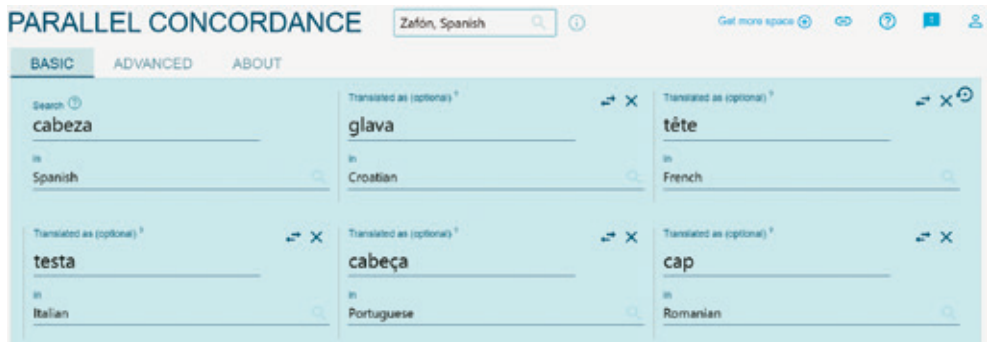 PARALLEL CONCORDANCE Zafón, Spanish Get more space
BASIC ADVANCED ABOUT
Search Translated as (optional) Translated as (optional)
cabeza glava tête
in in in
Spanish Croatian French
Translated as (optional) Translated as (optional) Translated as (optional)
testa cabeça cap
in in in
Italian Portuguese Romanian